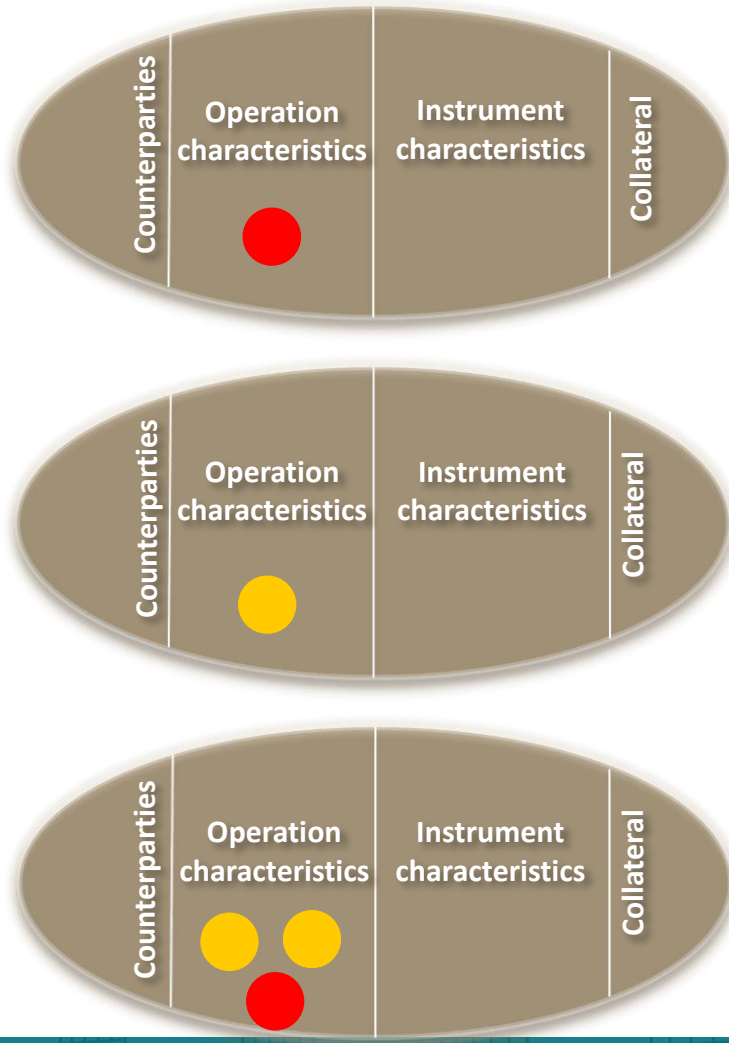 Counterparties
Operation
characteristics
Instrument
characteristics
Collateral
Counterparties
Operation
characteristics
Instrument
characteristics
Collateral
Counterparties
Operation
characteristics
Instrument
characteristics
Collateral